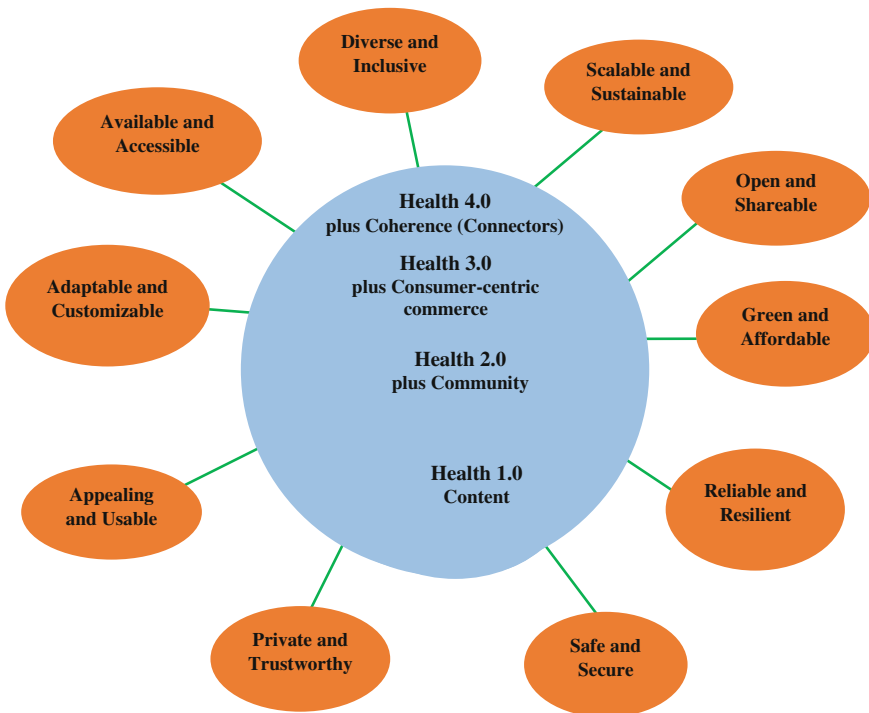 Diverse and
Inclusive
Scalable and
Sustainable
Available and
Accessible
Open and
Shareable
Health 4.0
plus Coherence (Connectors)
Health 3.0
plus Consumer-centric
commerce
Adaptable and
Customizable
Green and
Affordable
Health 2.0
plus Community
Health 1.0
Content
Appealing
and Usable
Reliable and
Resilient
Private and
Trustworthy
Safe and
Secure